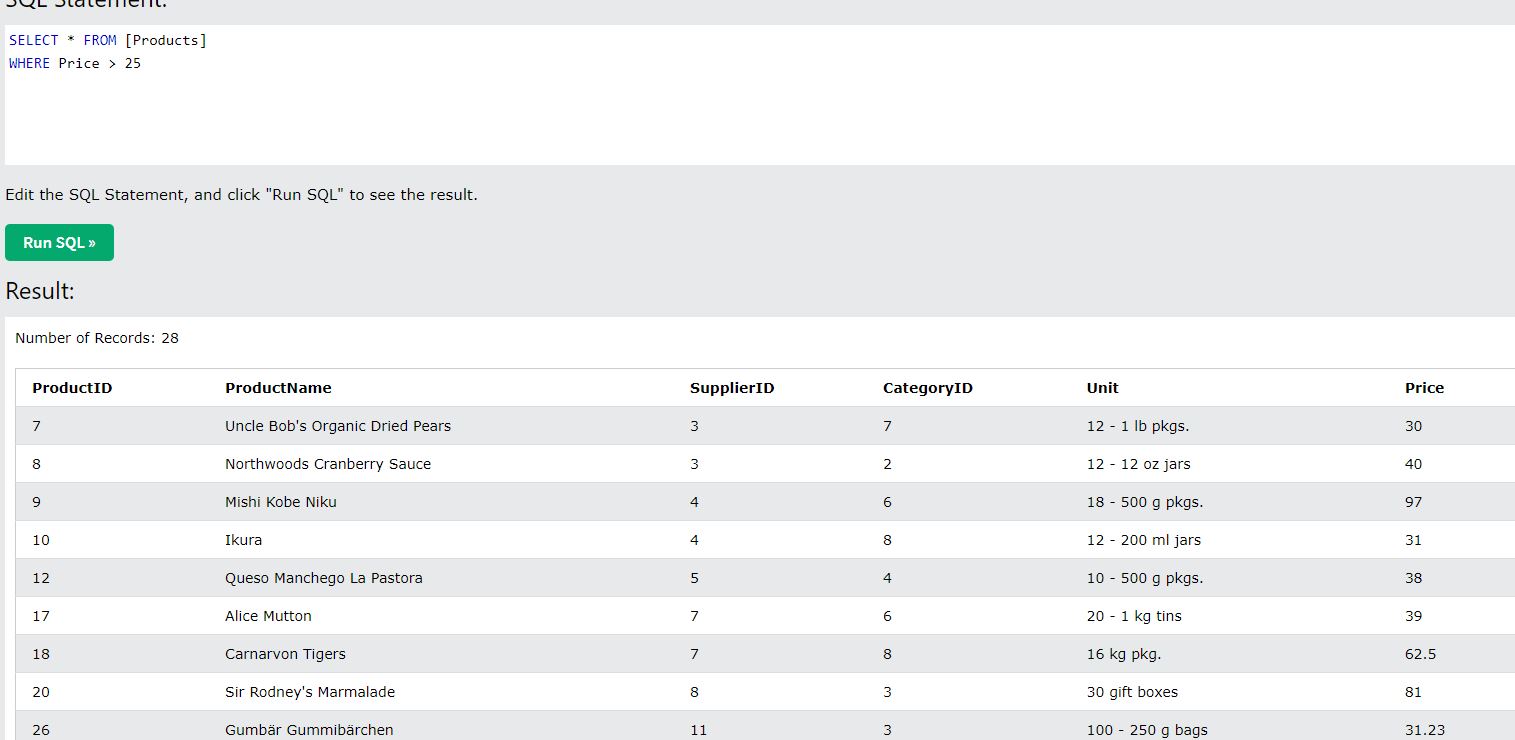 SQL Statement:
SELECT * FROM [Products]
WHERE Price > 25
Edit the SQL Statement, and click "Run SQL" to see the result.
Run SQL »
Result:
Number of Records: 28
ProductID ProductName SupplierID CategoryID Unit Price
7 Uncle Bob's Organic Dried Pears 3 7 12 - 1 lb pkgs. 30
8 Northwoods Cranberry Sauce 3 2 12 - 12 oz jars 40
9 Mishi Kobe Niku 4 6 18 - 500 g pkgs. 97
10 Ikura 4 8 12 - 200 ml jars 31
12 Queso Manchego La Pastora 5 4 10 - 500 g pkgs. 38
17 Alice Mutton 7 6 20 - 1 kg tins 39
18 Carnarvon Tigers 7 8 16 kg pkg. 62.5
20 Sir Rodney's Marmalade 8 3 30 gift boxes 81
26 Gumbär Gummibärchen 11 3 100 - 250 g bags 31.23